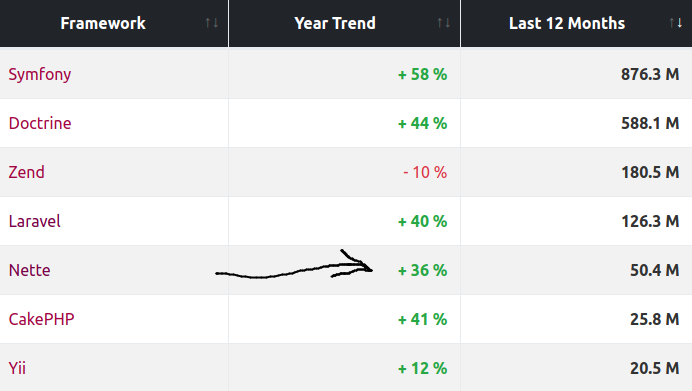 Framework ↑↓ Year Trend ↑↓ Last 12 Months ↑↓
Symfony + 58 % 876.3 M
Doctrine + 44 % 588.1 M
Zend - 10 % 180.5 M
Laravel + 40 % 126.3 M
Nette + 36 % 50.4 M
CakePHP + 41 % 25.8 M
Yii + 12 % 20.5 M